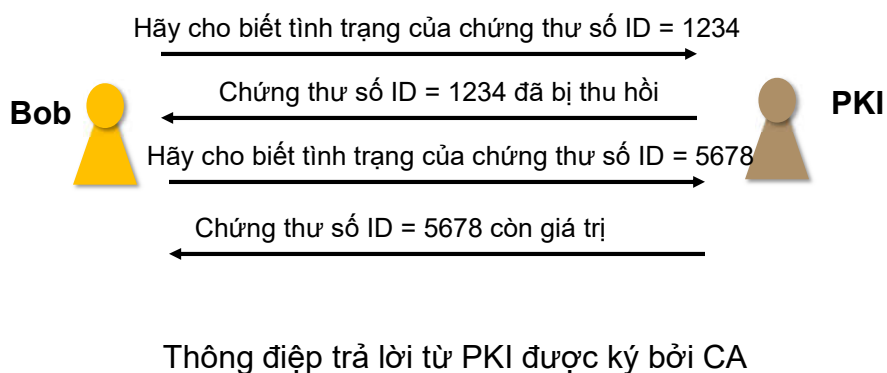 Hãy cho biết tình trạng của chứng thư số ID = 1234
Chứng thư số ID = 1234 đã bị thu hồi
Bob
PKI
Hãy cho biết tình trạng của chứng thư số ID = 5678
Chứng thư số ID = 5678 còn giá trị
Thông điệp trả lời từ PKI được ký bởi CA